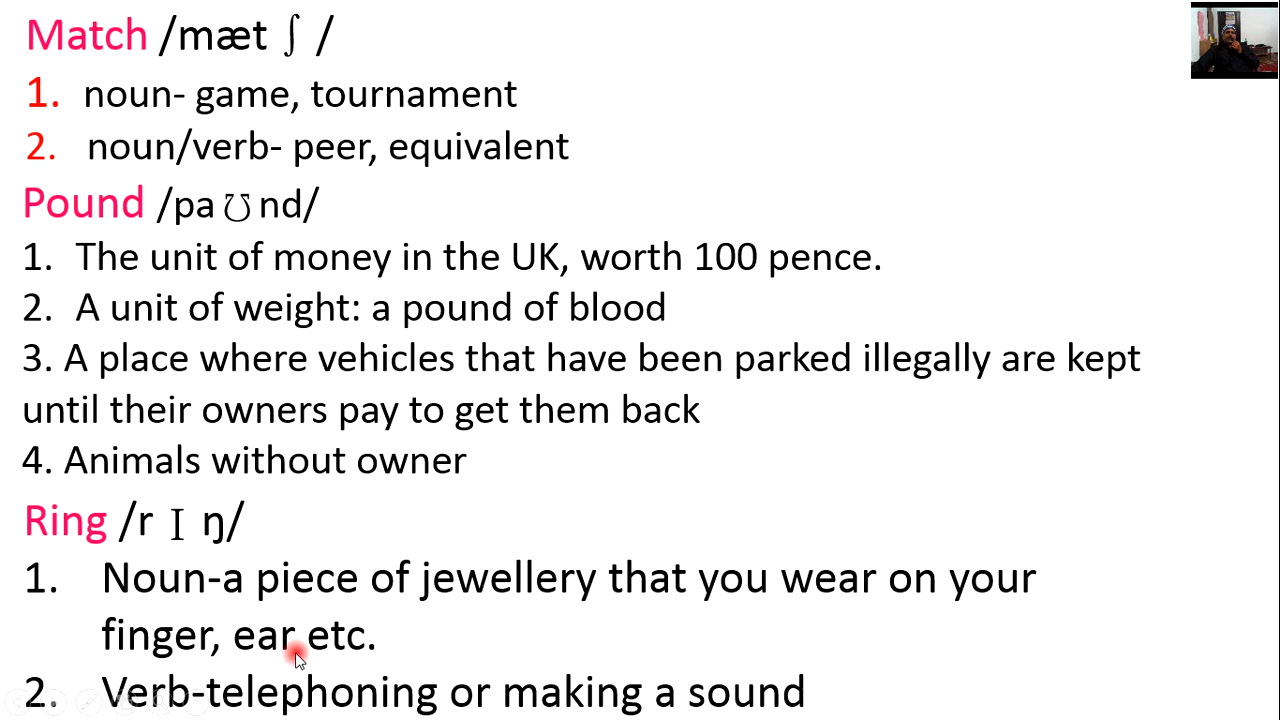 Match /mæt ʃ /
1. noun- game, tournament
2. noun/verb- peer, equivalent
Pound /pa ʊ nd/
1. The unit of money in the UK, worth 100 pence.
2. A unit of weight: a pound of blood
3. A place where vehicles that have been parked illegally are kept
until their owners pay to get them back
4. Animals without owner
Ring /r ɪ ŋ/
1. Noun-a piece of jewellery that you wear on your
finger, ear etc.
2. Verb-telephoning or making a sound